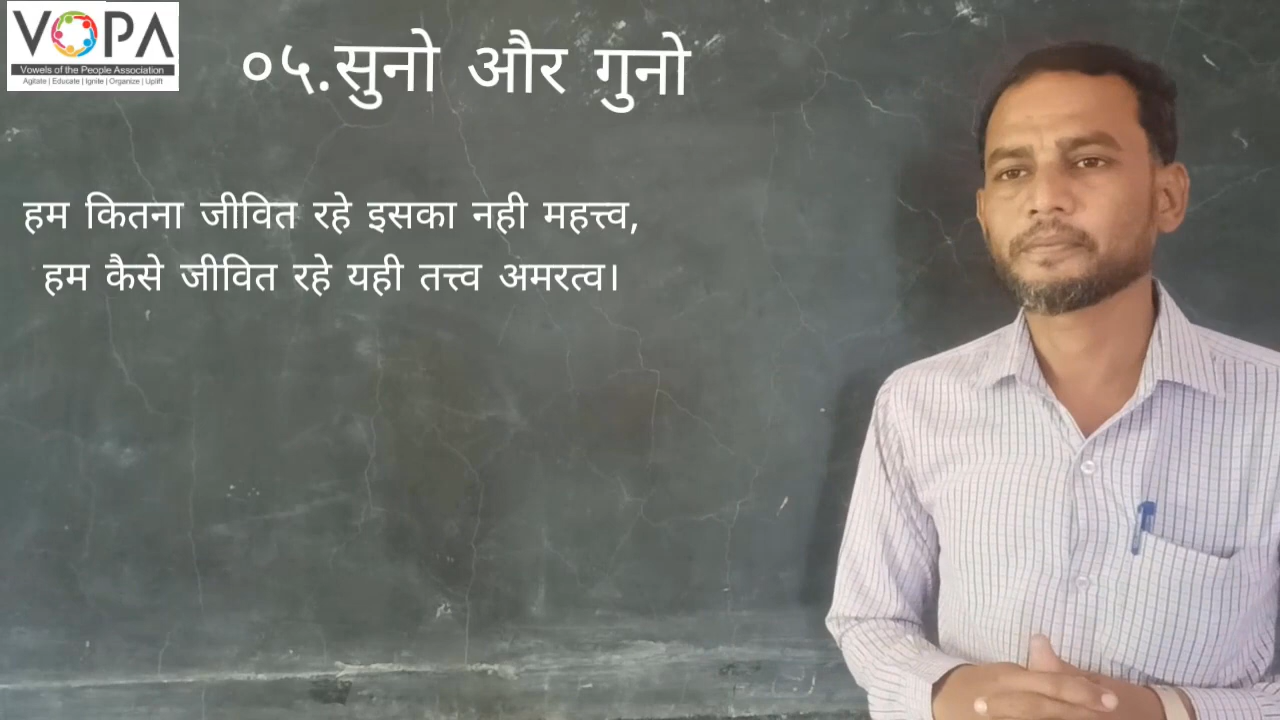 VOPA
Vowels of the People Association
Agitate | Educate | Ignite | Organize | Uplift
०५.सुनो और गुनो
हम कितना जीवित रहे इसका नही महत्त्व,
हम कैसे जीवित रहे यही तत्त्व अमरत्व।